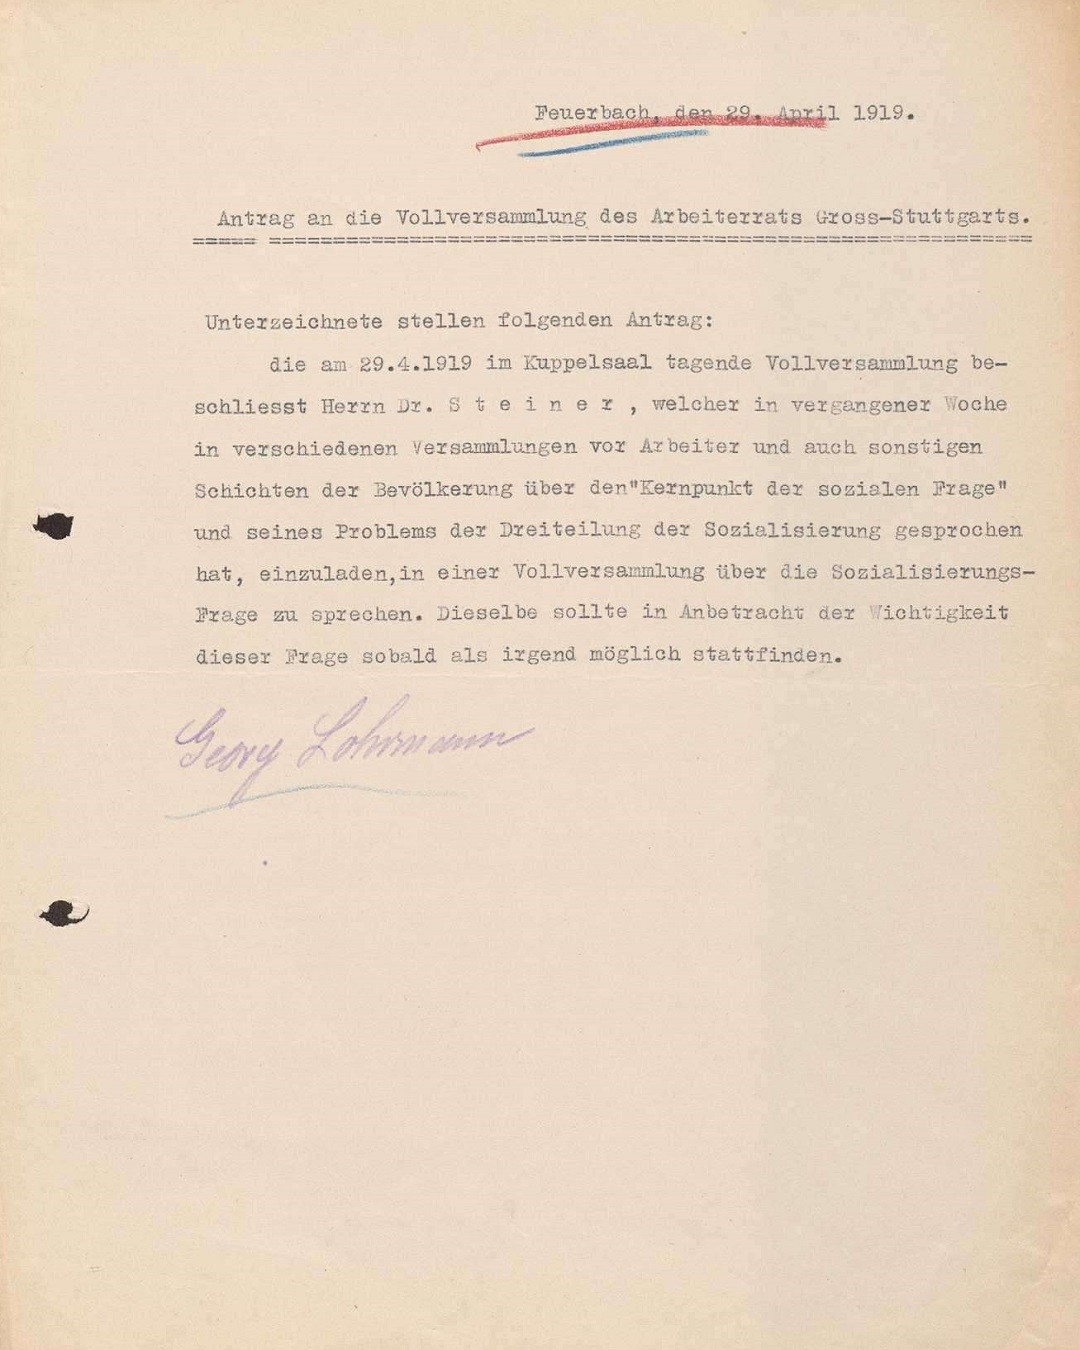 Feuerbach, den 29. April 1919.
Antrag an die Vollversammlung des Arbeiterrats Gross-Stuttgarts.
Unterzeichnete stellen folgenden Antrag:
die am 29.4.1919 im Kuppelsaal tagende Vollversammlung be-
schliesst Herrn Dr. S t e i n e r , welcher in vergangener Woche
in verschiedenen Versammlungen vor Arbeiter und auch sonstigen
Schichten der Bevölkerung über den"Kernpunkt der sozialen Frage"
und seines Problems der Dreiteilung der Sozialisierung gesprochen
hat, einzuladen,in einer Vollversammlung über die Sozialisierungs-
Frage zu sprechen. Dieselbe sollte in Anbetracht der Wichtigkeit
dieser Frage sobald als irgend möglich stattfinden.
Georg Lohrmann